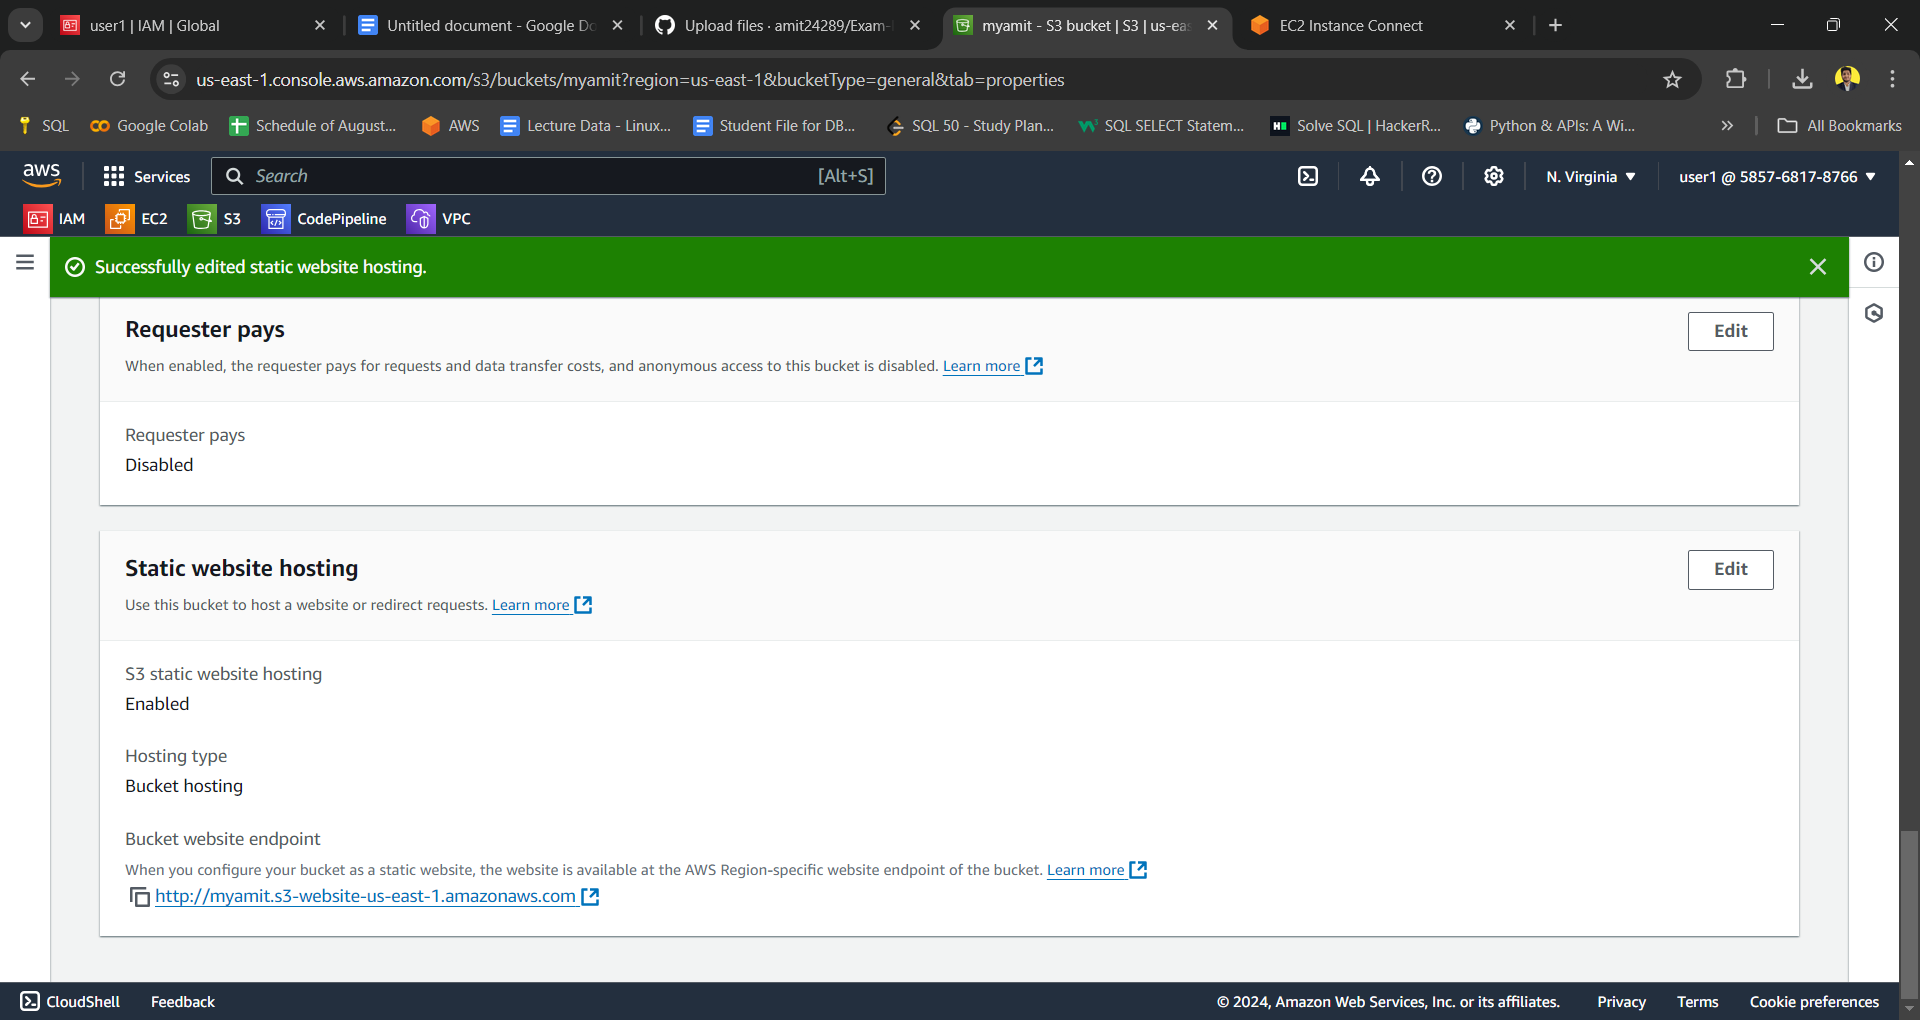 user1 | IAM | Global
Untitled document - Google Do
Upload files · amit24289/Exam-
myamit - S3 bucket | S3 | us-eas
EC2 Instance Connect
us-east-1.console.aws.amazon.com/s3/buckets/myamit?region=us-east-1&bucketType=general&tab=properties
SQL
Google Colab
Schedule of August...
AWS
Lecture Data - Linux...
Student File for DB...
SQL 50 - Study Plan...
SQL SELECT Statem...
Solve SQL | HackerR...
Python & APIs: A Wi...
All Bookmarks
aws
Services
Search
[Alt+S]
N. Virginia
user1 @ 5857-6817-8766
IAM
EC2
S3
CodePipeline
VPC
Successfully edited static website hosting.
Requester pays
Edit
When enabled, the requester pays for requests and data transfer costs, and anonymous access to this bucket is disabled. Learn more
Requester pays
Disabled
Static website hosting
Edit
Use this bucket to host a website or redirect requests. Learn more
S3 static website hosting
Enabled
Hosting type
Bucket hosting
Bucket website endpoint
When you configure your bucket as a static website, the website is available at the AWS Region-specific website endpoint of the bucket. Learn more
http://myamit.s3-website-us-east-1.amazonaws.com
CloudShell
Feedback
© 2024, Amazon Web Services, Inc. or its affiliates.
Privacy
Terms
Cookie preferences